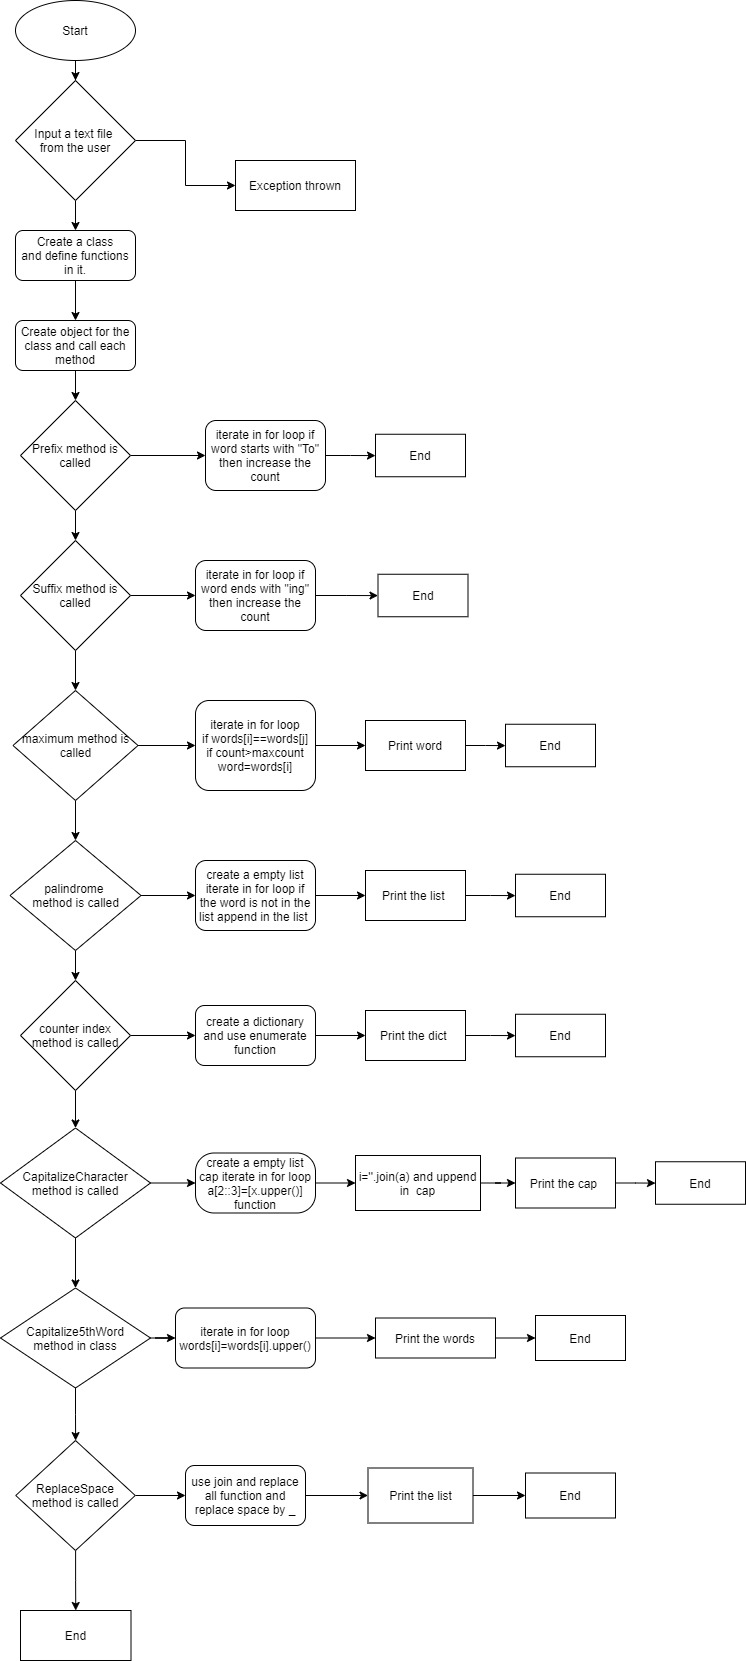 Start
Input a text file
from the user
Exception thrown
Create a class
and define functions
in it.
Create object for the
class and call each
method
Prefix method is
called
iterate in for loop if
word starts with "To"
then increase the
count
End
Suffix method is
called
iterate in for loop if
word ends with "ing"
then increase the
count
End
maximum method is
called
iterate in for loop
if words[i]==words[j]
if count>maxcount
word=words[i]
Print word
End
palindrome
method is called
create a empty list
iterate in for loop if
the word is not in the
list append in the list
Print the list
End
counter index
method is called
create a dictionary
and use enumerate
function
Print the dict
End
CapitalizeCharacter
method is called
create a empty list
cap iterate in for loop
a[2::3]=[x.upper()]
function
i=''.join(a) and uppend
in cap
Print the cap
End
Capitalize5thWord
method in class
iterate in for loop
words[i]=words[i].upper()
Print the words
End
ReplaceSpace
method is called
use join and replace
all function and
replace space by _
Print the list
End
End